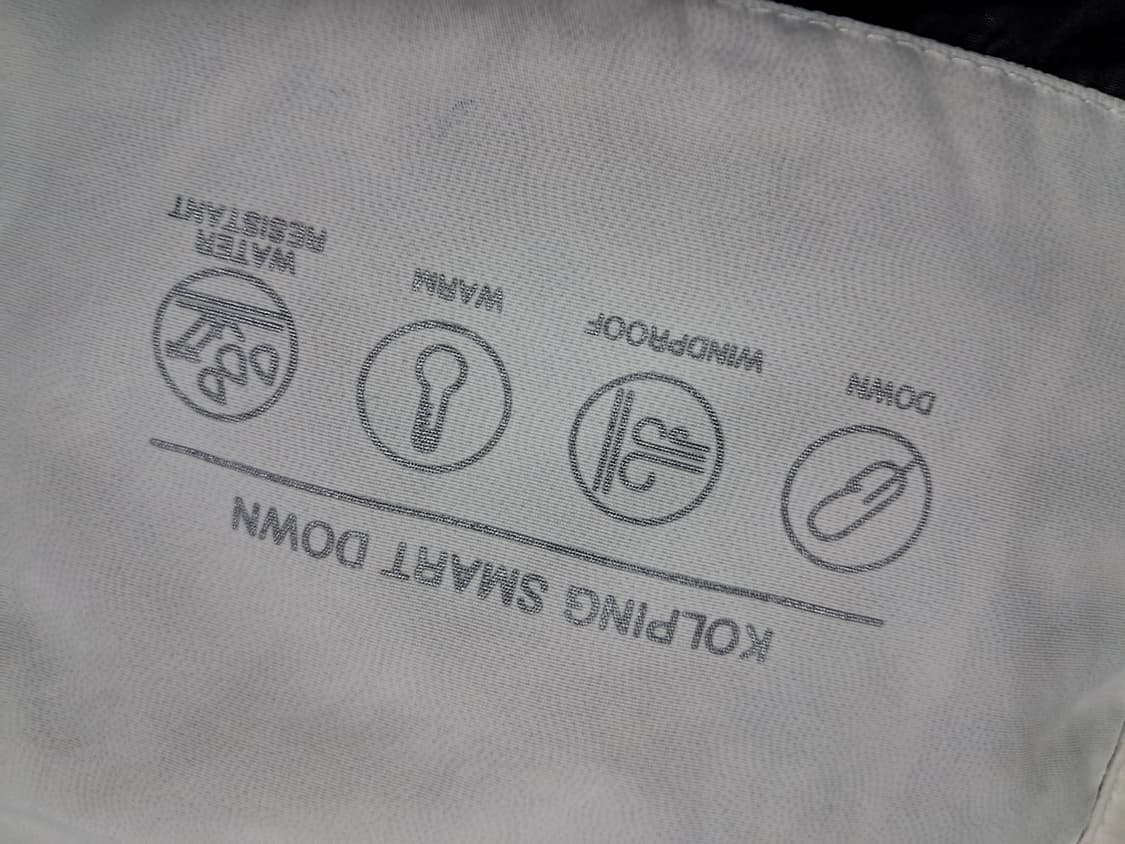 KOLPING SMART DOWN
DOWN
WINDPROOF
WARM
WATER
RESISTANT